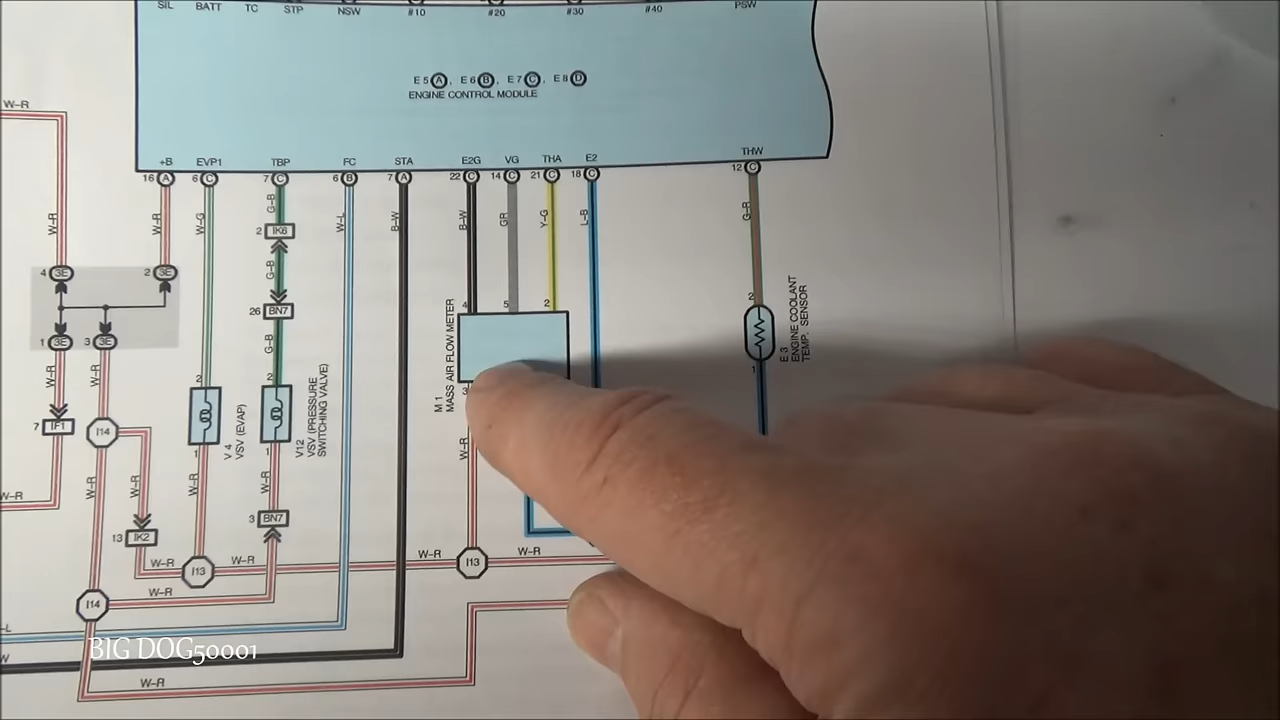 SIL BATT TC STP NSW #10 #20 #30 #40 PSW
E5 A, E6 B, E7 C, E8 D
ENGINE CONTROL MODULE
+B EVP1 TBP FC STA E2G VG THA E2 THW
16 A 6 C 7 C 6 B 7 A 22 C 14 C 21 C 18 C 12 C
W-R
W-R W-R W-G G-B W-L B-W B-W GR Y-G L-B G-R
2 IK6
G-B
4 3E 2 3E
26 BN7
4 5 2
2
1 3E 3 3E
G-B
M1
MASS AIR FLOW METER
E3
ENGINE COOLANT
TEMP. SENSOR
1
W-R W-R
2 2
3
7 IF1
I14
V4
VSV (EVAP)
V12
VSV (PRESSURE
SWITCHING VALVE)
1 1
W-R W-R W-R W-R W-R
W-R
3 BN7
13 IK2
W-R W-R W-R W-R
I13 I13
W-R
I14
L
BIG DOG50001
W
W-R